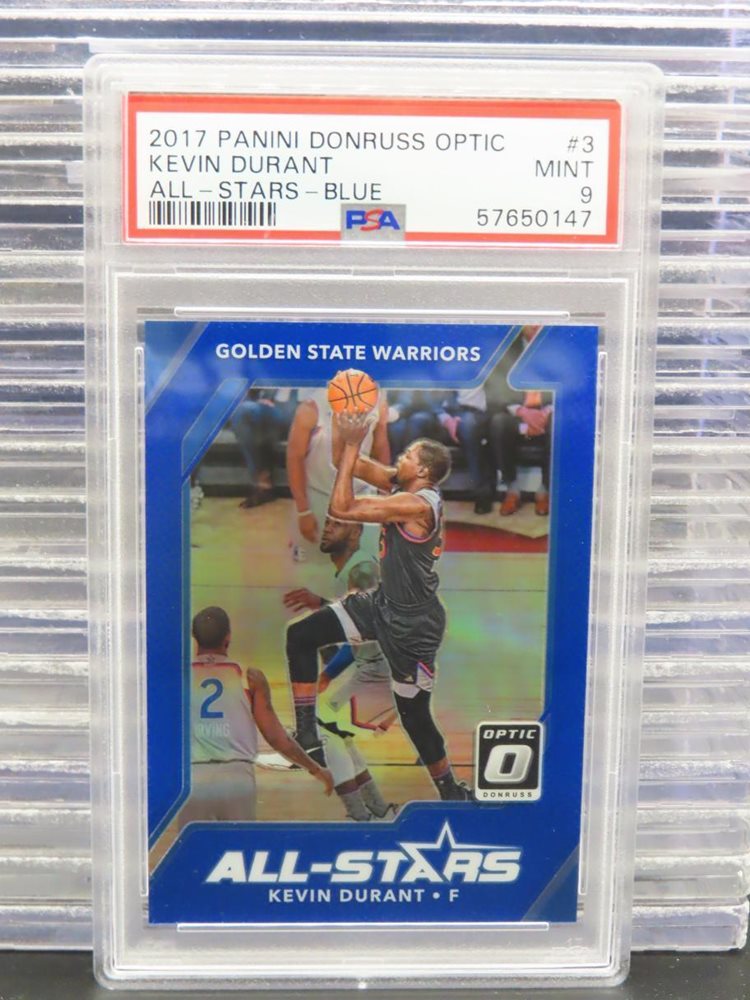 2017 PANINI DONRUSS OPTIC #3
KEVIN DURANT MINT
ALL-STARS-BLUE 9
PSA 57650147
GOLDEN STATE WARRIORS
2
IRVING
OPTIC
O
DONRUSS
ALL-STARS
KEVIN DURANT • F